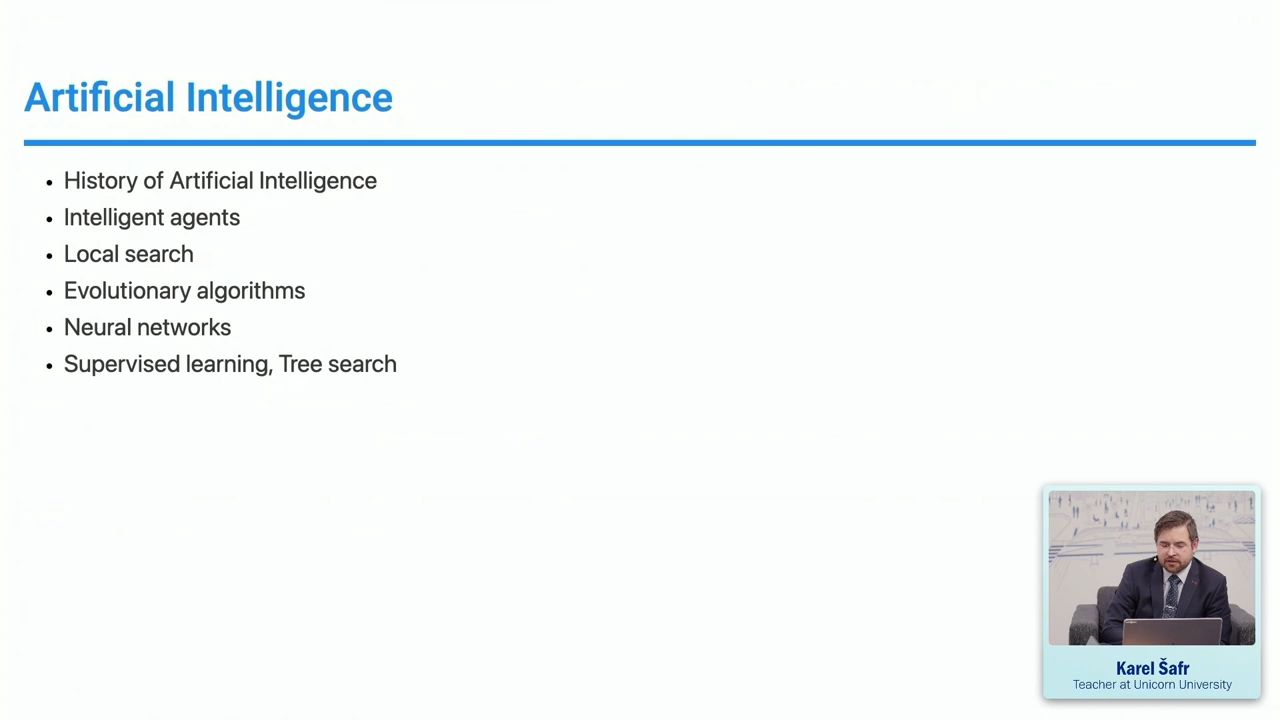 Artificial Intelligence
• History of Artificial Intelligence
• Intelligent agents
• Local search
• Evolutionary algorithms
• Neural networks
• Supervised learning, Tree search
Karel Šafr
Teacher at Unicorn University